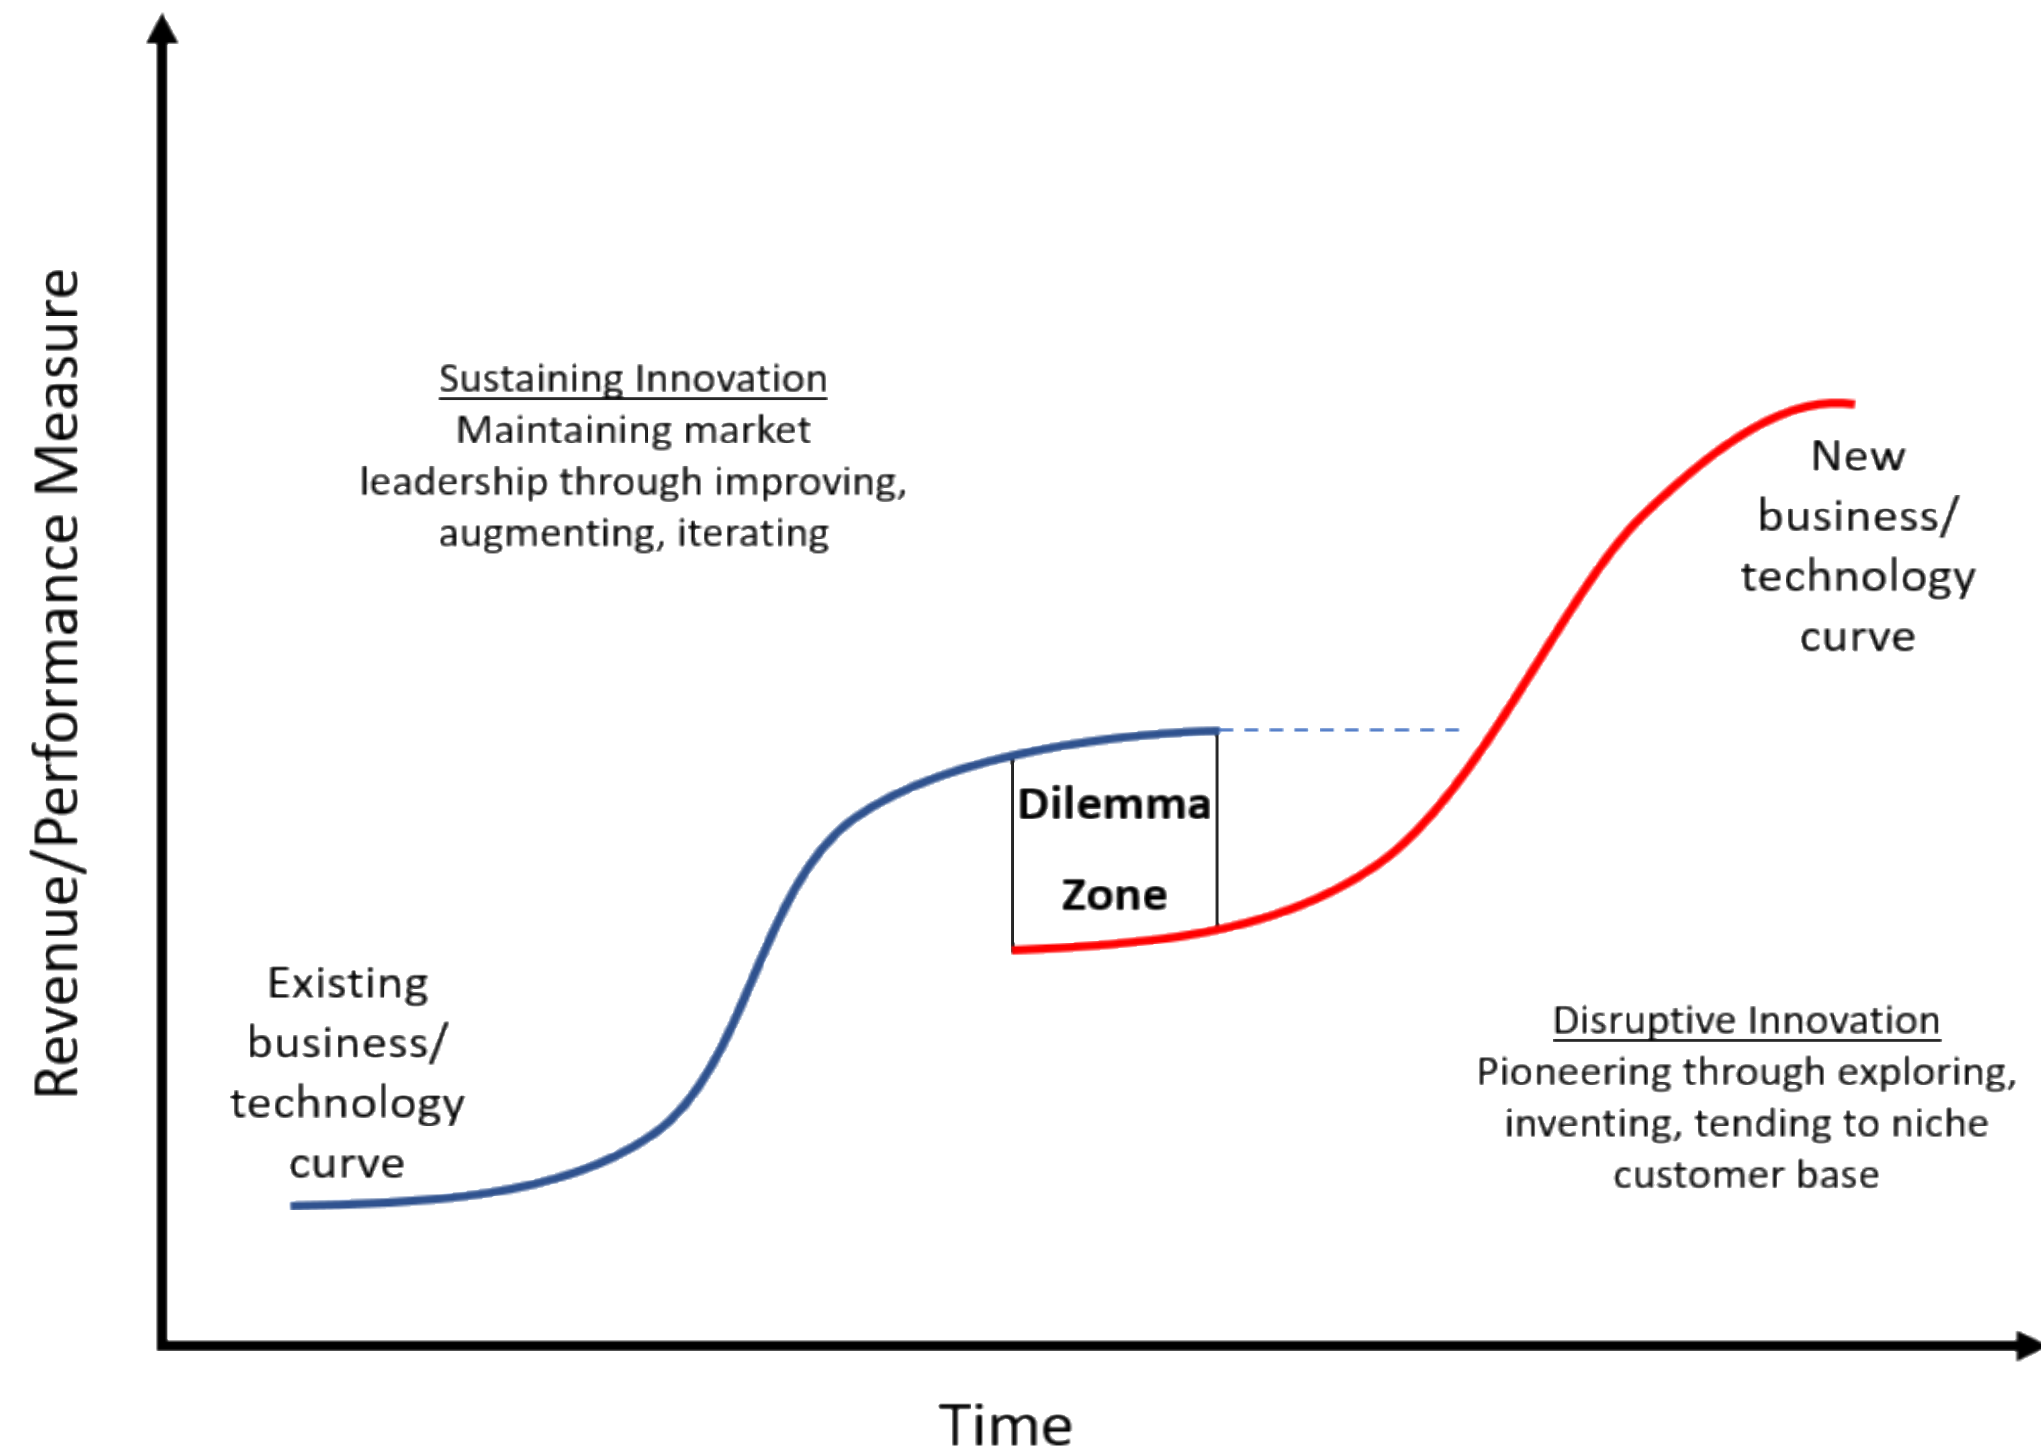 Revenue/Performance Measure
Sustaining Innovation
Maintaining market
leadership through improving,
augmenting, iterating
New
business/
technology
curve
Dilemma
Zone
Existing
business/
technology
curve
Disruptive Innovation
Pioneering through exploring,
inventing, tending to niche
customer base
Time